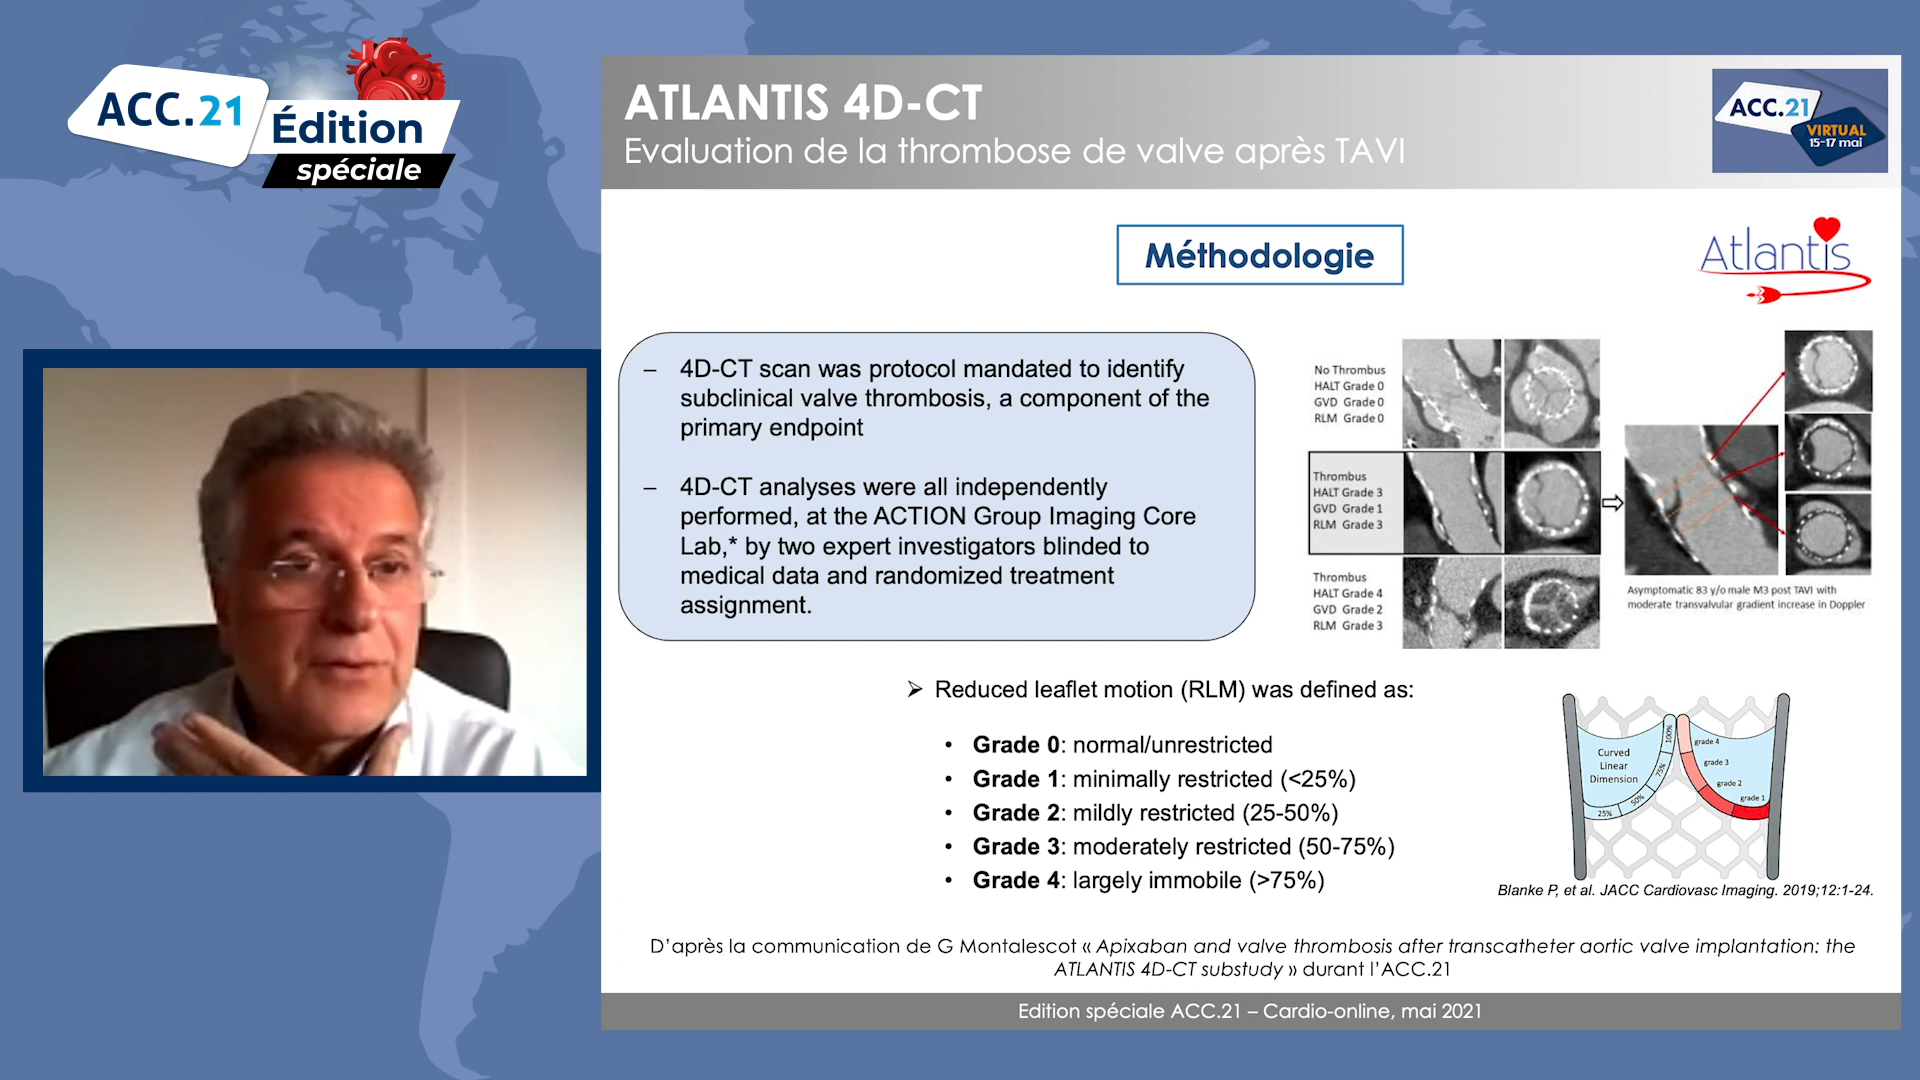 ACC.21
Édition
spéciale
ATLANTIS 4D-CT
Evaluation de la thrombose de valve après TAVI
ACC.21
VIRTUAL
15-17 mai
Méthodologie
Atlantis
– 4D-CT scan was protocol mandated to identify
subclinical valve thrombosis, a component of the
primary endpoint
– 4D-CT analyses were all independently
performed, at the ACTION Group Imaging Core
Lab,* by two expert investigators blinded to
medical data and randomized treatment
assignment.
No Thrombus
HALT Grade 0
GVD Grade 0
RLM Grade 0
Thrombus
HALT Grade 3
GVD Grade 1
RLM Grade 3
Thrombus
HALT Grade 4
GVD Grade 2
RLM Grade 3
Asymptomatic 83 y/o male M3 post TAVI with
moderate transvalvular gradient increase in Doppler
➢ Reduced leaflet motion (RLM) was defined as:
• Grade 0: normal/unrestricted
• Grade 1: minimally restricted (<25%)
• Grade 2: mildly restricted (25-50%)
• Grade 3: moderately restricted (50-75%)
• Grade 4: largely immobile (>75%)
Curved
Linear
Dimension
25%
50%
75%
100%
grade 4
grade 3
grade 2
grade 1
Blanke P, et al. JACC Cardiovasc Imaging. 2019;12:1-24.
D'après la communication de G Montalescot « Apixaban and valve thrombosis after transcatheter aortic valve implantation: the
ATLANTIS 4D-CT substudy » durant l'ACC.21
Edition spéciale ACC.21 – Cardio-online, mai 2021